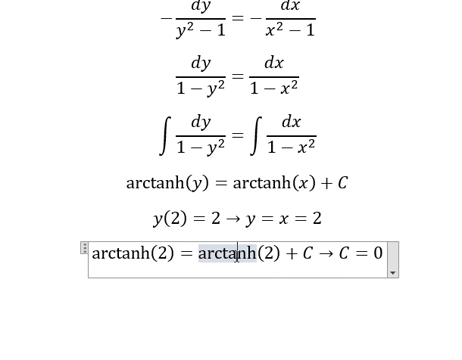 − dy / (y² − 1) = − dx / (x² − 1)
dy / (1 − y²) = dx / (1 − x²)
∫ dy / (1 − y²) = ∫ dx / (1 − x²)
arctanh(y) = arctanh(x) + C
y(2) = 2 → y = x = 2
arctanh(2) = arctanh(2) + C → C = 0